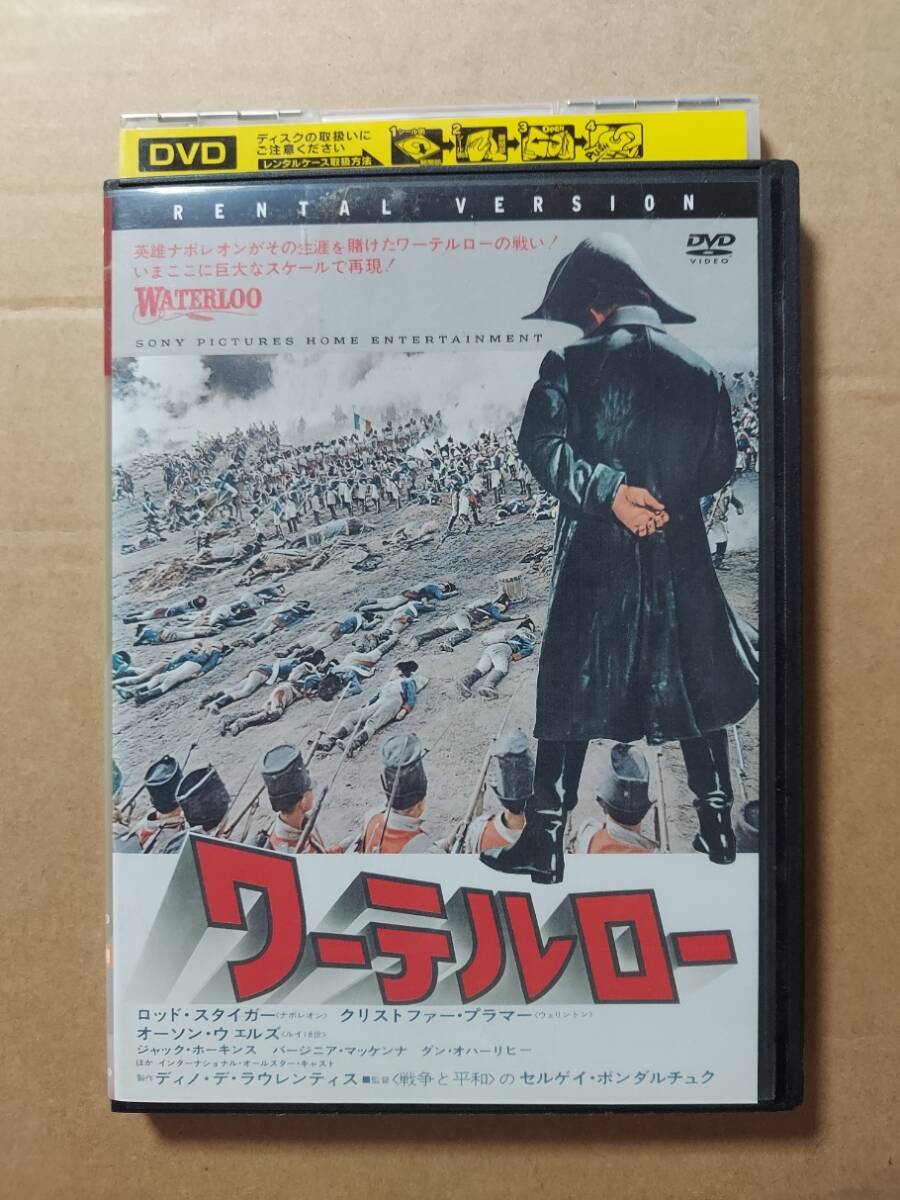 DVD
ディスクの取扱いに
ご注意ください
レンタルケース取扱方法
1
2
3 OPEN
4 PUSH
RENTAL VERSION
英雄ナポレオンがその生涯を賭けたワーテルローの戦い!
いまここに巨大なスケールで再現!
DVD
VIDEO
WATERLOO
SONY PICTURES HOME ENTERTAINMENT
ワーテルロー
ロッド・スタイガー〈ナポレオン〉 クリストファー・プラマー〈ウェリントン〉
オーソン・ウェルズ〈ルイ18世〉
ジャック・ホーキンス バージニア・マッケンナ ダン・オハーリヒー
ほか インターナショナル・オールスター・キャスト
製作 ディノ・デ・ラウレンティス■監督〈戦争と平和〉の セルゲイ・ボンダルチュク